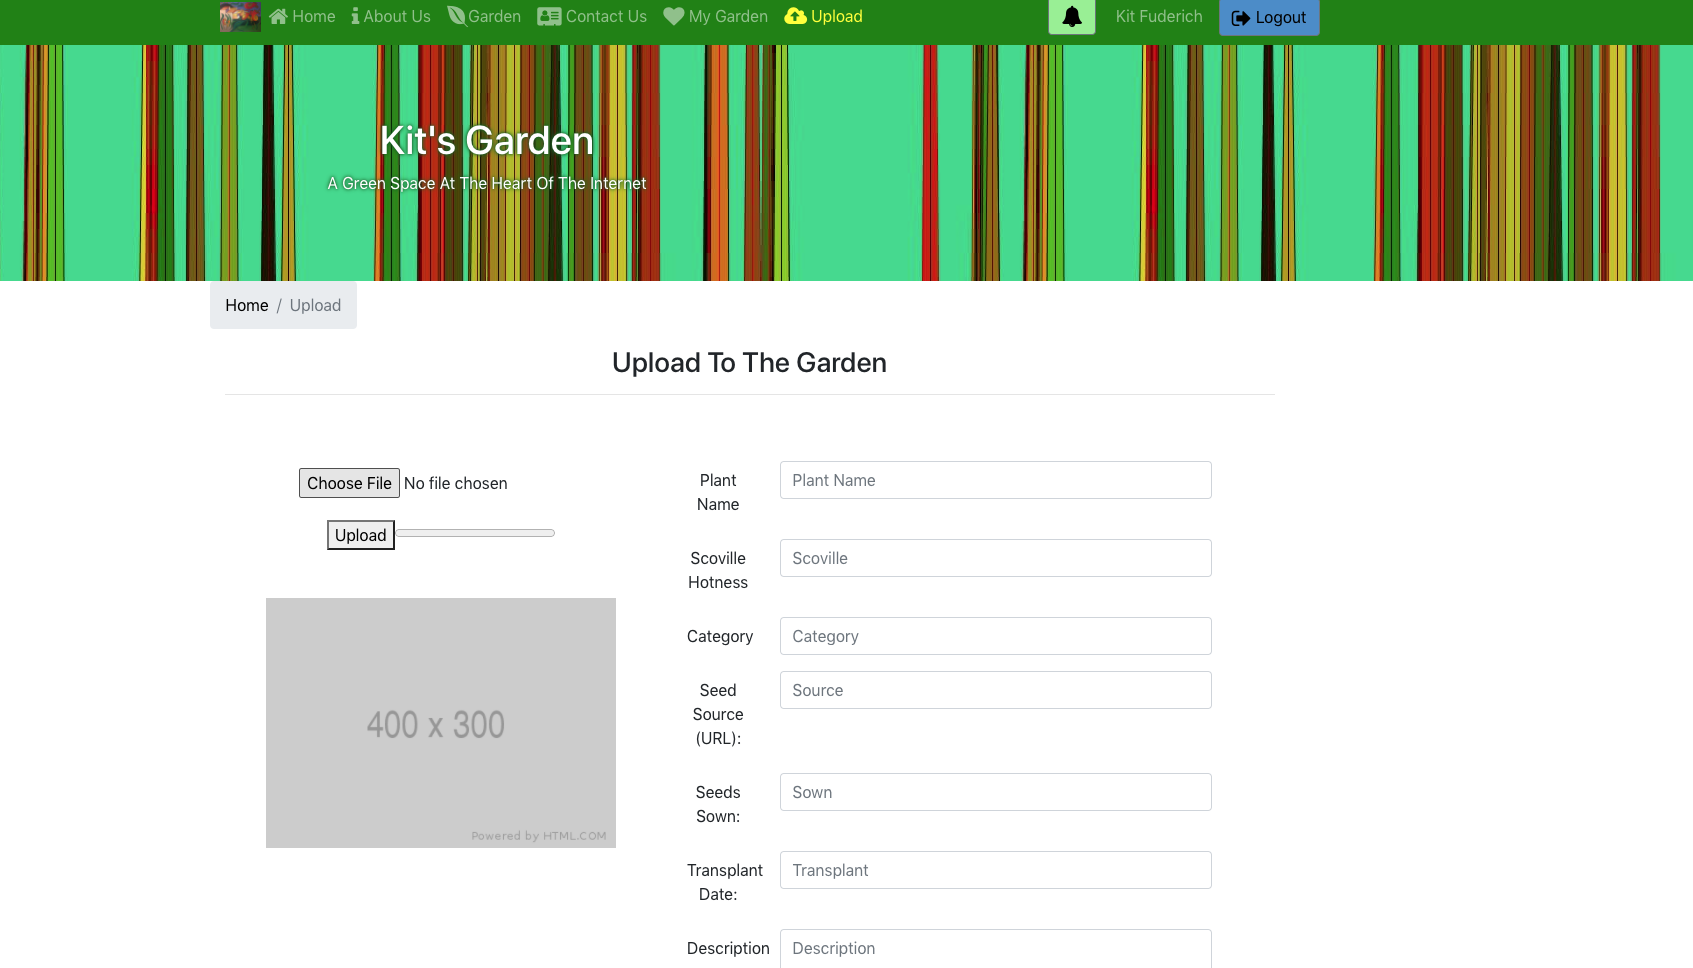 Home About Us Garden Contact Us My Garden Upload Kit Fuderich Logout
Kit's Garden
A Green Space At The Heart Of The Internet
Home / Upload
Upload To The Garden
Choose File No file chosen
Upload
400 x 300
Powered by HTML.COM
Plant
Name
Plant Name
Scoville
Hotness
Scoville
Category
Category
Seed
Source
(URL):
Source
Seeds
Sown:
Sown
Transplant
Date:
Transplant
Description
Description